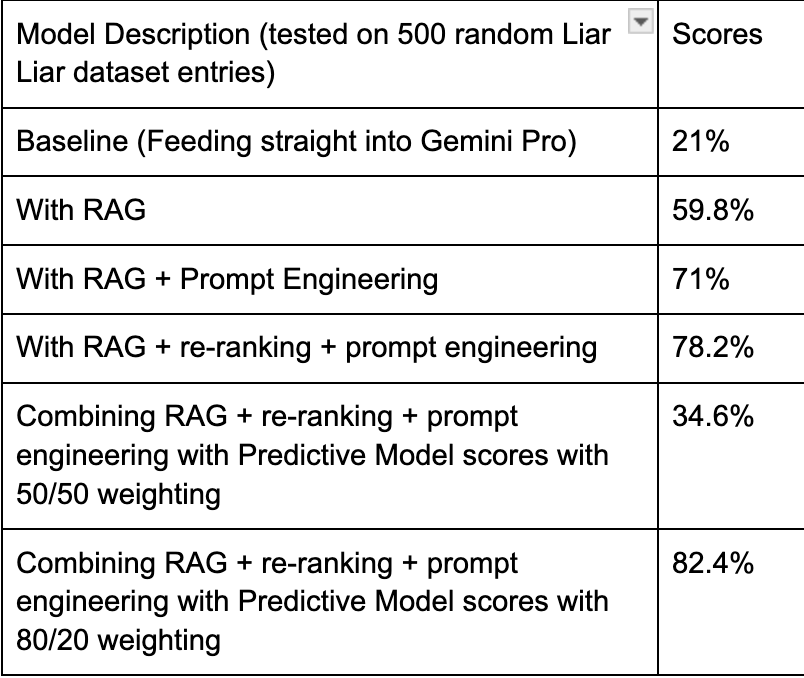 Model Description (tested on 500 random Liar
Liar dataset entries)
Scores
Baseline (Feeding straight into Gemini Pro)
21%
With RAG
59.8%
With RAG + Prompt Engineering
71%
With RAG + re-ranking + prompt engineering
78.2%
Combining RAG + re-ranking + prompt
engineering with Predictive Model scores with
50/50 weighting
34.6%
Combining RAG + re-ranking + prompt
engineering with Predictive Model scores with
80/20 weighting
82.4%